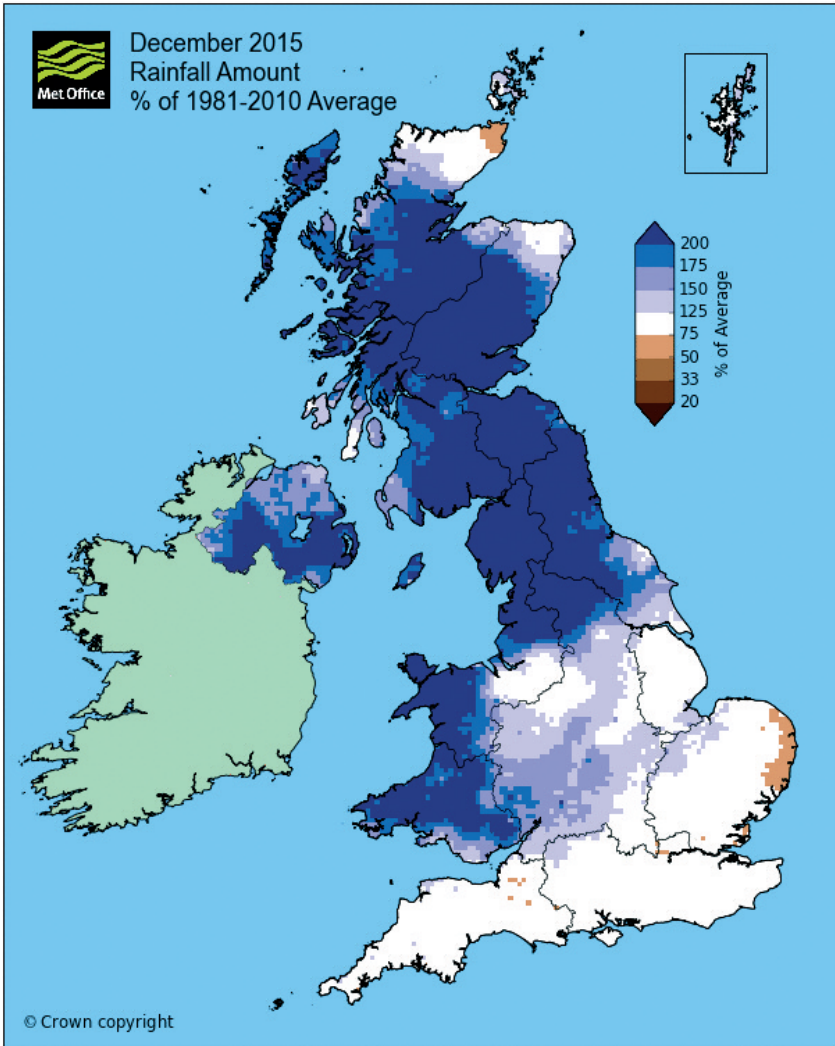 December 2015
Rainfall Amount
% of 1981-2010 Average
Met Office
200
175
150
125
75
50
33
20
% of Average
© Crown copyright